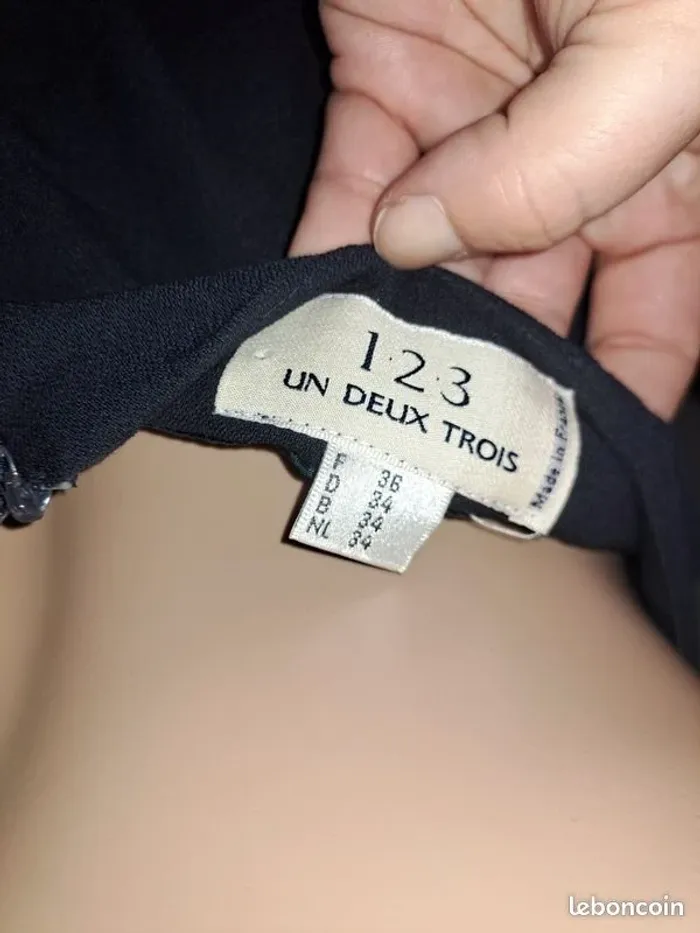 1.2.3
UN DEUX TROIS
Made in France
F 36
D 34
B 34
NL 34
leboncoin